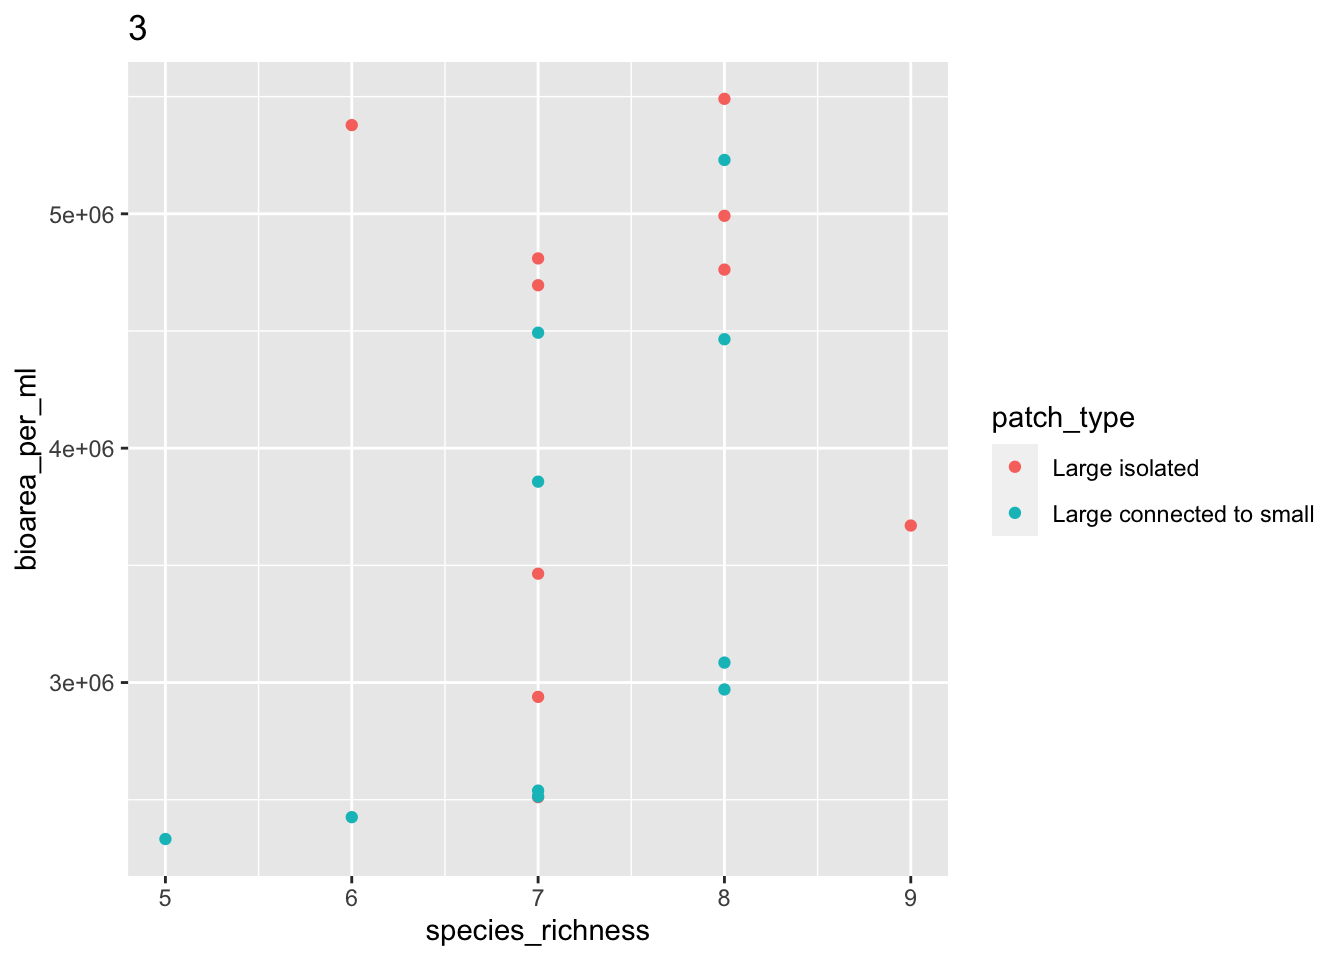 3
bioarea_per_ml
5e+06
4e+06
3e+06
5 6 7 8 9
species_richness
patch_type
Large isolated
Large connected to small